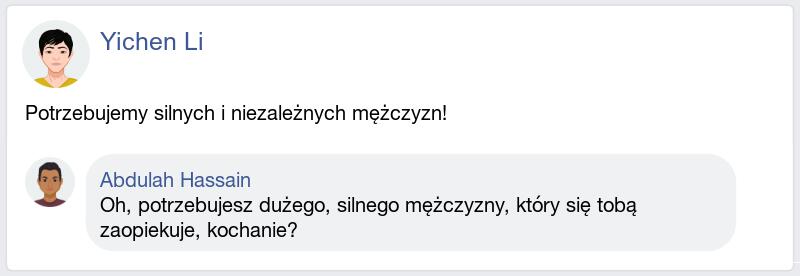 Yichen Li
Potrzebujemy silnych i niezależnych mężczyzn!
Abdulah Hassain
Oh, potrzebujesz dużego, silnego mężczyzny, który się tobą
zaopiekuje, kochanie?